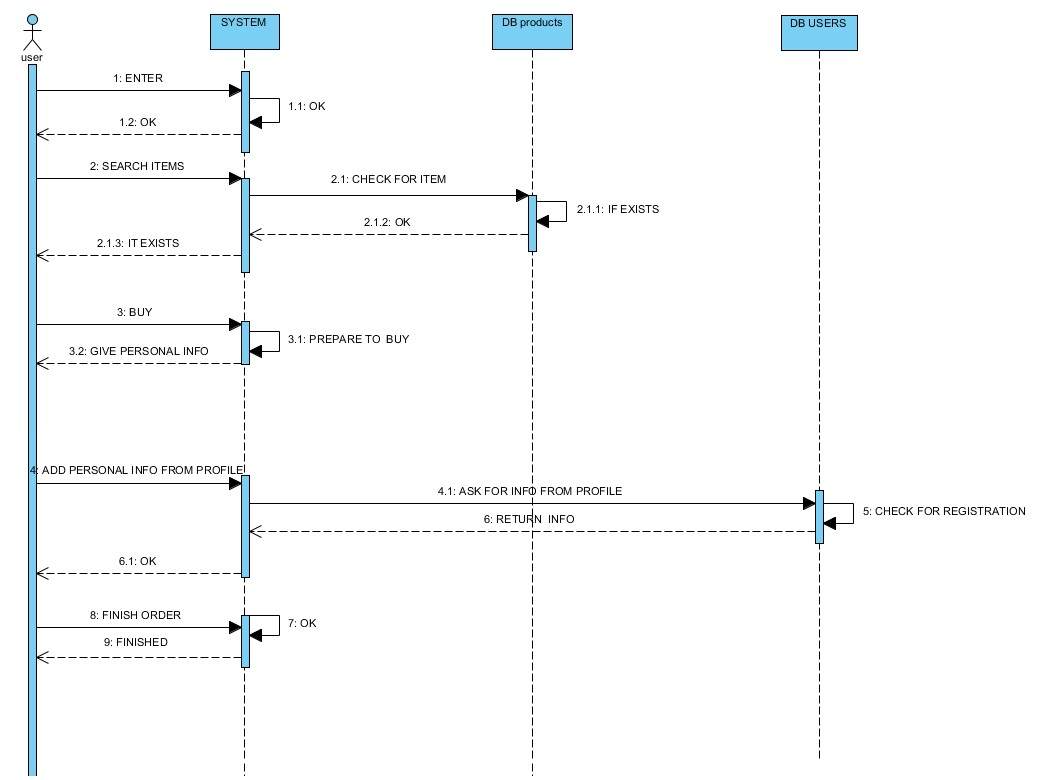 SYSTEM
DB products
DB USERS
user
1: ENTER
1.1: OK
1.2: OK
2: SEARCH ITEMS
2.1: CHECK FOR ITEM
2.1.1: IF EXISTS
2.1.2: OK
2.1.3: IT EXISTS
3: BUY
3.1: PREPARE TO  BUY
3.2: GIVE PERSONAL INFO
4: ADD PERSONAL INFO FROM PROFILE
4.1: ASK FOR INFO FROM PROFILE
5: CHECK FOR REGISTRATION
6: RETURN  INFO
6.1: OK
8: FINISH ORDER
7: OK
9: FINISHED